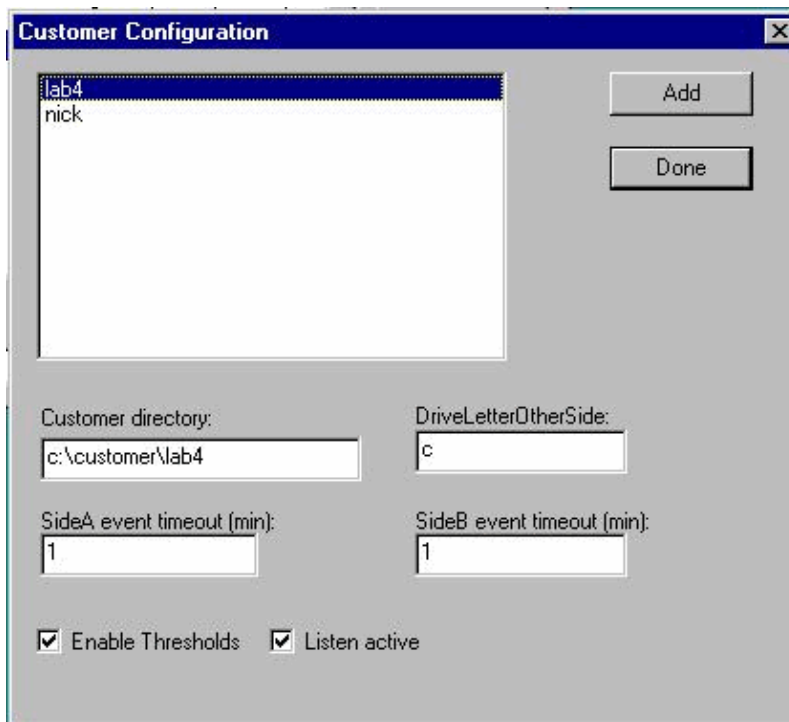 Customer Configuration
lab4
nick
Add
Done
Customer directory:
DriveLetterOtherSide:
c:\customer\lab4
c
SideA event timeout (min):
SideB event timeout (min):
1
1
Enable Thresholds
Listen active